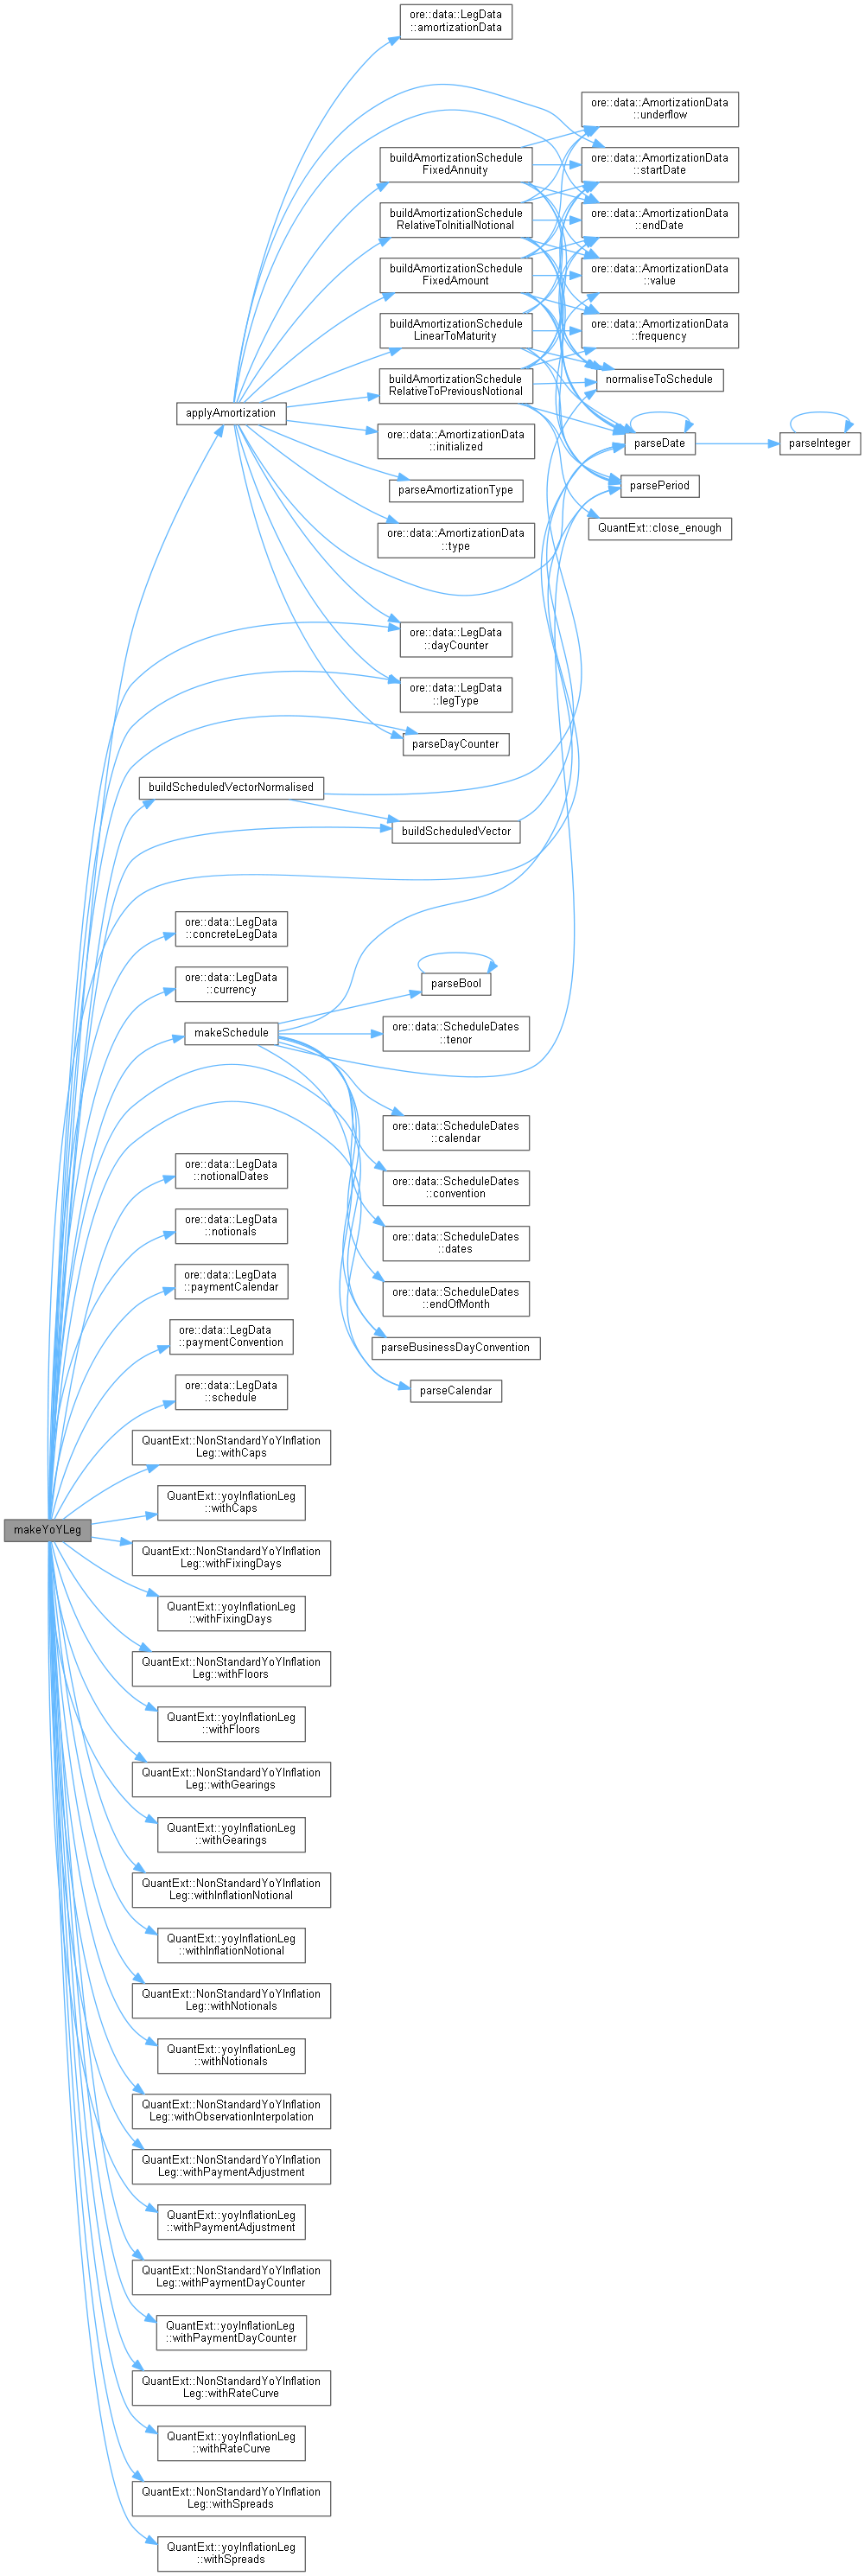 ore::data::LegData
::amortizationData
ore::data::AmortizationData
::underflow
buildAmortizationSchedule
FixedAnnuity
ore::data::AmortizationData
::startDate
buildAmortizationSchedule
RelativeToInitialNotional
ore::data::AmortizationData
::endDate
buildAmortizationSchedule
FixedAmount
ore::data::AmortizationData
::value
buildAmortizationSchedule
LinearToMaturity
ore::data::AmortizationData
::frequency
buildAmortizationSchedule
RelativeToPreviousNotional
normaliseToSchedule
applyAmortization
ore::data::AmortizationData
::initialized
parseDate
parseInteger
parseAmortizationType
parsePeriod
ore::data::AmortizationData
::type
QuantExt::close_enough
ore::data::LegData
::dayCounter
ore::data::LegData
::legType
parseDayCounter
buildScheduledVectorNormalised
buildScheduledVector
ore::data::LegData
::concreteLegData
ore::data::LegData
::currency
parseBool
makeSchedule
ore::data::ScheduleDates
::tenor
ore::data::ScheduleDates
::calendar
ore::data::LegData
::notionalDates
ore::data::ScheduleDates
::convention
ore::data::LegData
::notionals
ore::data::ScheduleDates
::dates
ore::data::LegData
::paymentCalendar
ore::data::ScheduleDates
::endOfMonth
ore::data::LegData
::paymentConvention
parseBusinessDayConvention
ore::data::LegData
::schedule
parseCalendar
QuantExt::NonStandardYoYInflation
Leg::withCaps
QuantExt::yoyInflationLeg
::withCaps
makeYoYLeg
QuantExt::NonStandardYoYInflation
Leg::withFixingDays
QuantExt::yoyInflationLeg
::withFixingDays
QuantExt::NonStandardYoYInflation
Leg::withFloors
QuantExt::yoyInflationLeg
::withFloors
QuantExt::NonStandardYoYInflation
Leg::withGearings
QuantExt::yoyInflationLeg
::withGearings
QuantExt::NonStandardYoYInflation
Leg::withInflationNotional
QuantExt::yoyInflationLeg
::withInflationNotional
QuantExt::NonStandardYoYInflation
Leg::withNotionals
QuantExt::yoyInflationLeg
::withNotionals
QuantExt::NonStandardYoYInflation
Leg::withObservationInterpolation
QuantExt::NonStandardYoYInflation
Leg::withPaymentAdjustment
QuantExt::yoyInflationLeg
::withPaymentAdjustment
QuantExt::NonStandardYoYInflation
Leg::withPaymentDayCounter
QuantExt::yoyInflationLeg
::withPaymentDayCounter
QuantExt::NonStandardYoYInflation
Leg::withRateCurve
QuantExt::yoyInflationLeg
::withRateCurve
QuantExt::NonStandardYoYInflation
Leg::withSpreads
QuantExt::yoyInflationLeg
::withSpreads